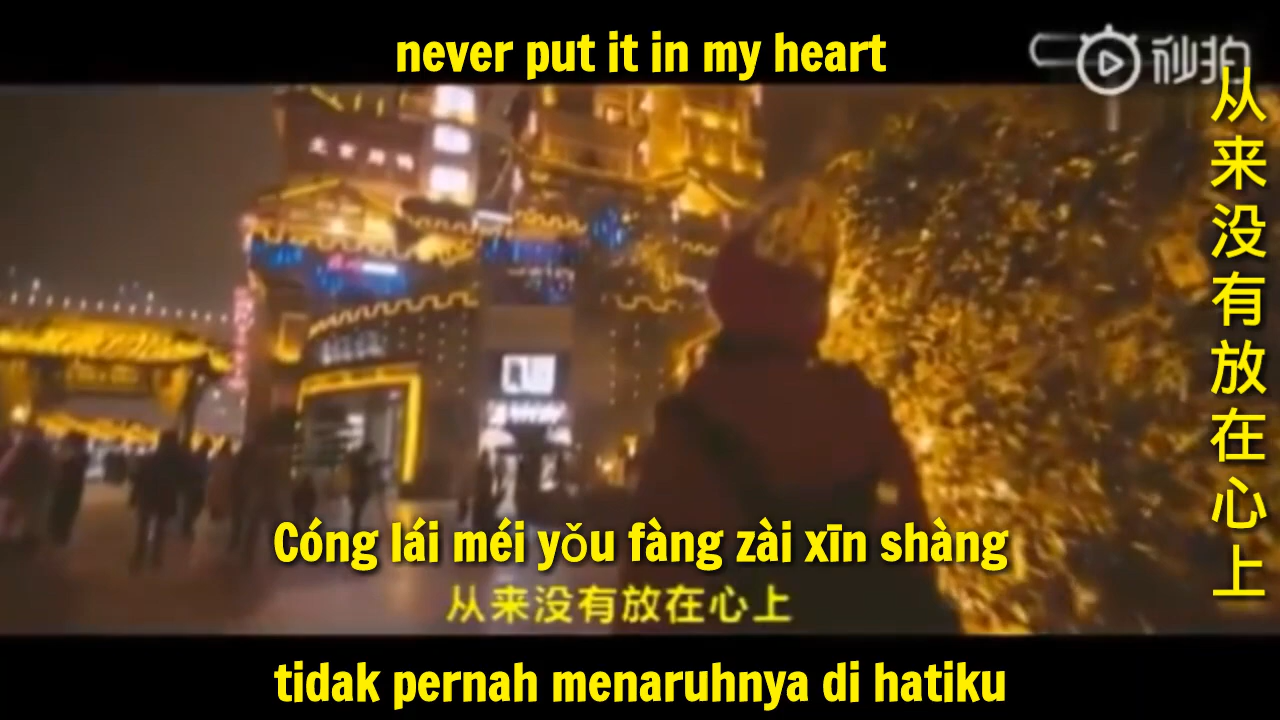 never put it in my heart
秒拍
从来没有放在心上
Cóng lái méi yǒu fàng zài xīn shàng
从来没有放在心上
tidak pernah menaruhnya di hatiku